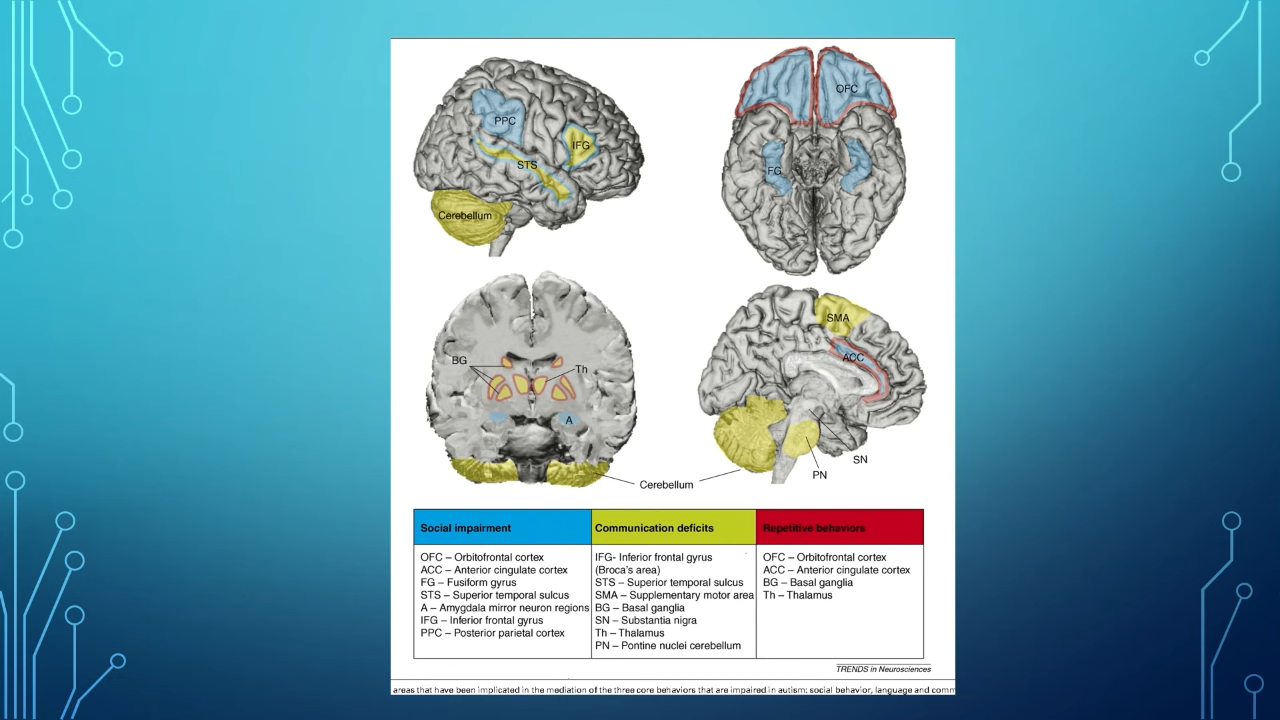 PPC
IFG
STS
Cerebellum
OFC
FG
BG
Th
A
SMA
ACC
SN
PN
Cerebellum
Social impairment
OFC – Orbitofrontal cortex
ACC – Anterior cingulate cortex
FG – Fusiform gyrus
STS – Superior temporal sulcus
A – Amygdala mirror neuron regions
IFG – Inferior frontal gyrus
PPC – Posterior parietal cortex
Communication deficits
IFG- Inferior frontal gyrus
(Broca's area)
STS – Superior temporal sulcus
SMA – Supplementary motor area
BG – Basal ganglia
SN – Substantia nigra
Th – Thalamus
PN – Pontine nuclei cerebellum
Repetitive behaviors
OFC – Orbitofrontal cortex
ACC – Anterior cingulate cortex
BG – Basal ganglia
Th – Thalamus
TRENDS in Neurosciences
areas that have been implicated in the mediation of the three core behaviors that are impaired in autism: social behavior, language and comm